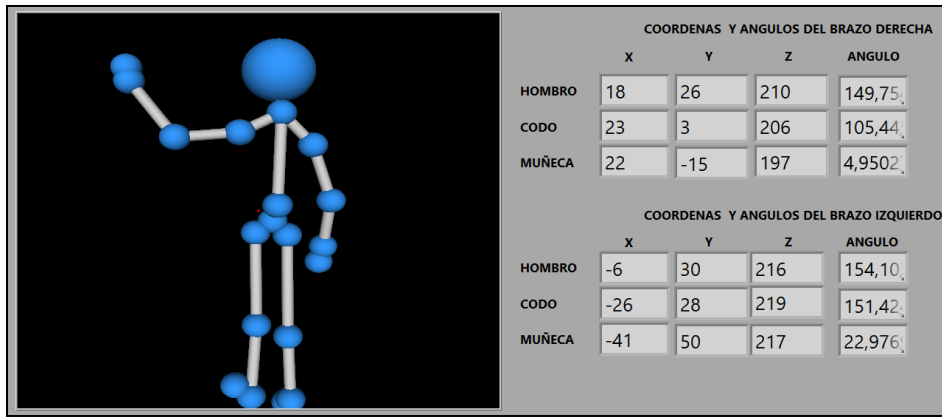 COORDENAS Y ANGULOS DEL BRAZO DERECHA
X Y Z ANGULO
HOMBRO 18 26 210 149,75
CODO 23 3 206 105,44
MUÑECA 22 -15 197 4,9502
COORDENAS Y ANGULOS DEL BRAZO IZQUIERDO
X Y Z ANGULO
HOMBRO -6 30 216 154,10
CODO -26 28 219 151,42
MUÑECA -41 50 217 22,976